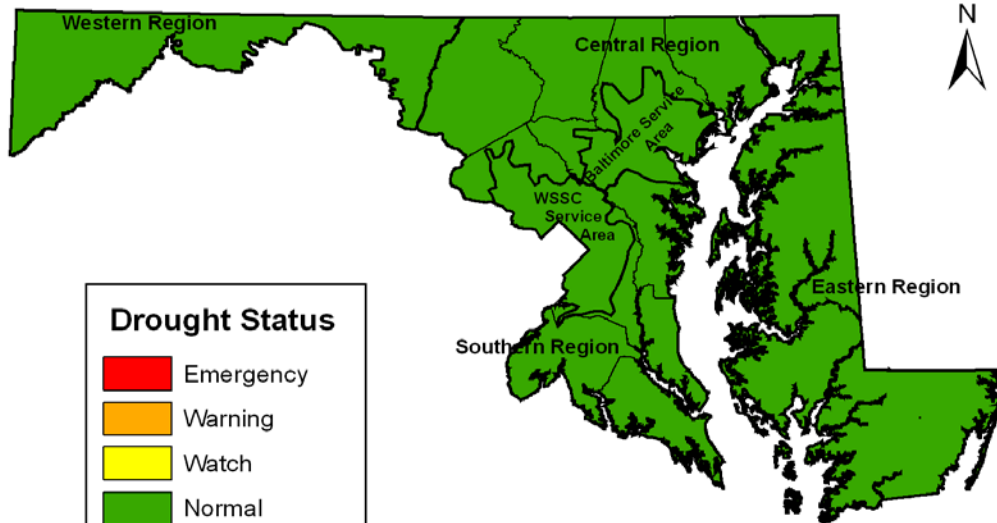 Western Region
Central Region
N
Baltimore Service
Area
WSSC
Service
Area
Eastern Region
Southern Region
Drought Status
Emergency
Warning
Watch
Normal